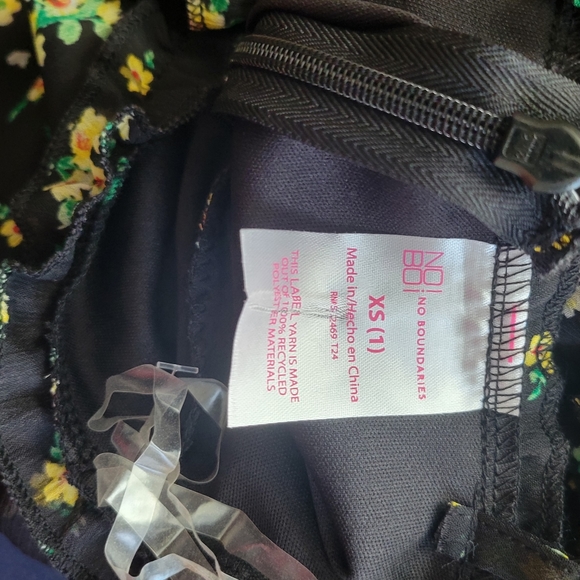 NO!
BO!
NO BOUNDARIES
XS (1)
Made in/Hecho en China
THIS LABEL YARN IS MADE
OUT OF 100% RECYCLED
POLYESTER MATERIALS